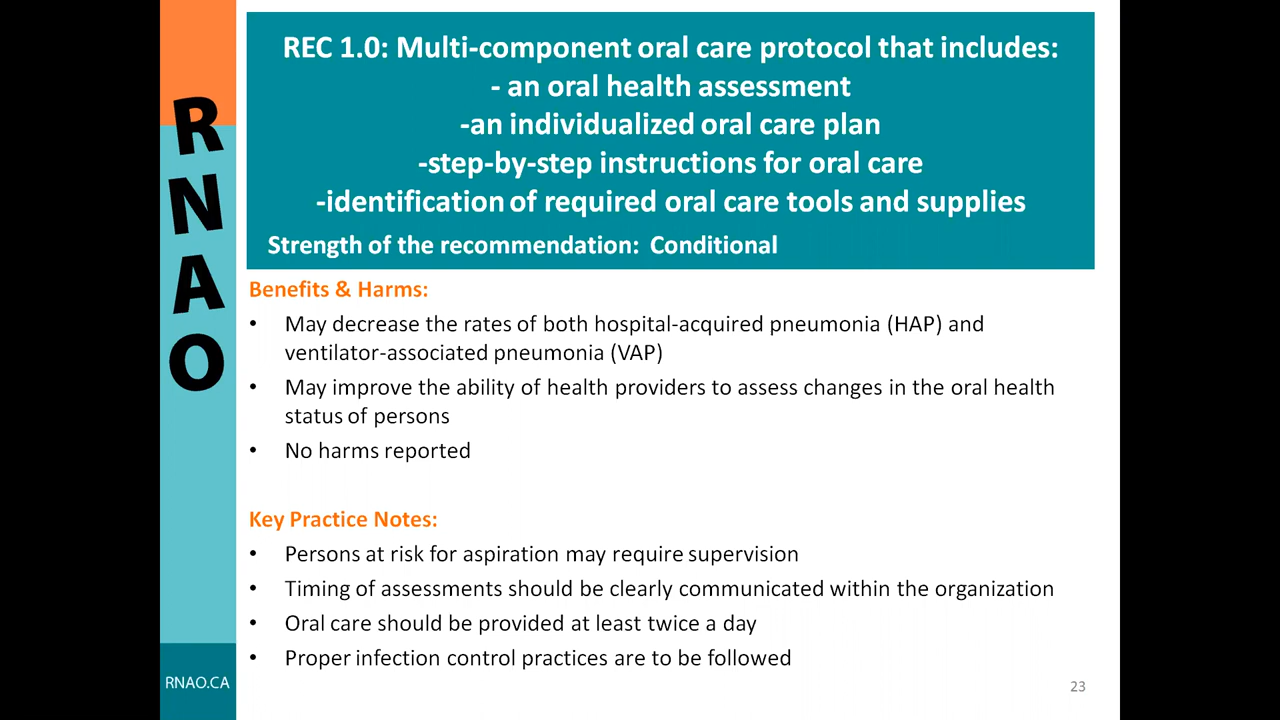 RNAO
REC 1.0: Multi-component oral care protocol that includes:
- an oral health assessment
-an individualized oral care plan
-step-by-step instructions for oral care
-identification of required oral care tools and supplies
Strength of the recommendation: Conditional
Benefits & Harms:
• May decrease the rates of both hospital-acquired pneumonia (HAP) and
ventilator-associated pneumonia (VAP)
• May improve the ability of health providers to assess changes in the oral health
status of persons
• No harms reported
Key Practice Notes:
• Persons at risk for aspiration may require supervision
• Timing of assessments should be clearly communicated within the organization
• Oral care should be provided at least twice a day
• Proper infection control practices are to be followed
RNAO.CA
23